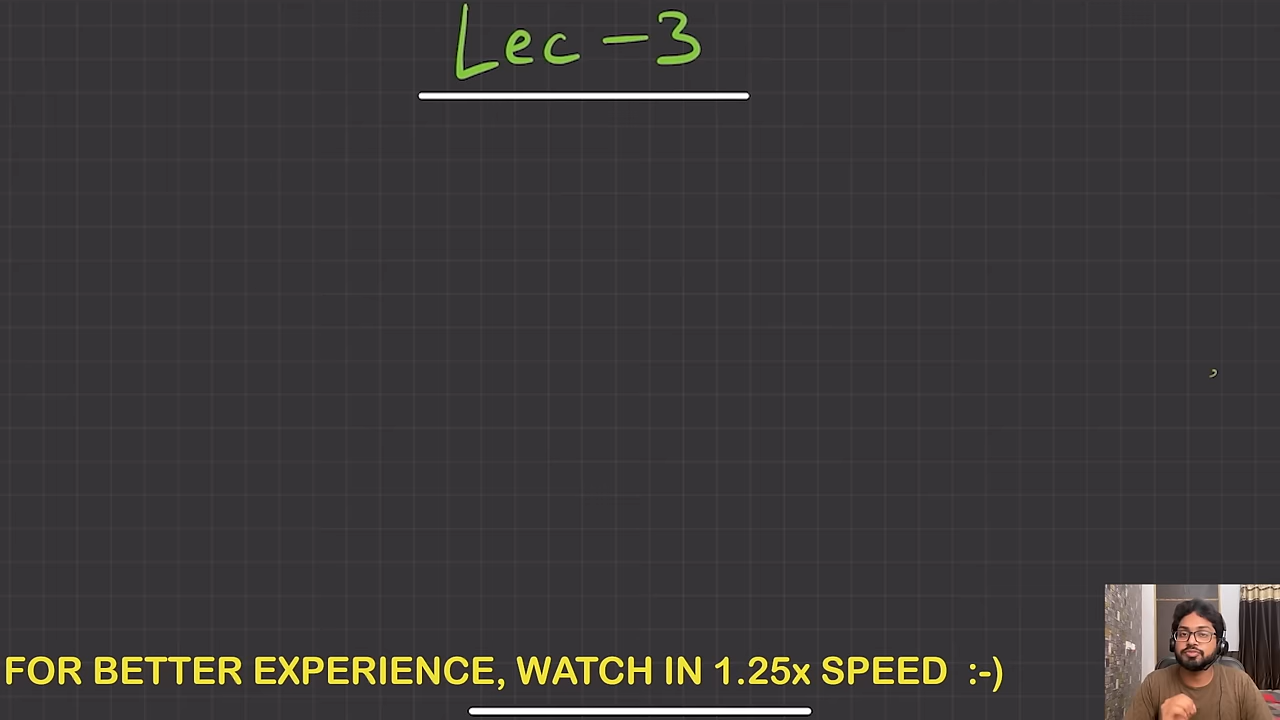 Lec - 3
FOR BETTER EXPERIENCE, WATCH IN 1.25x SPEED :-)